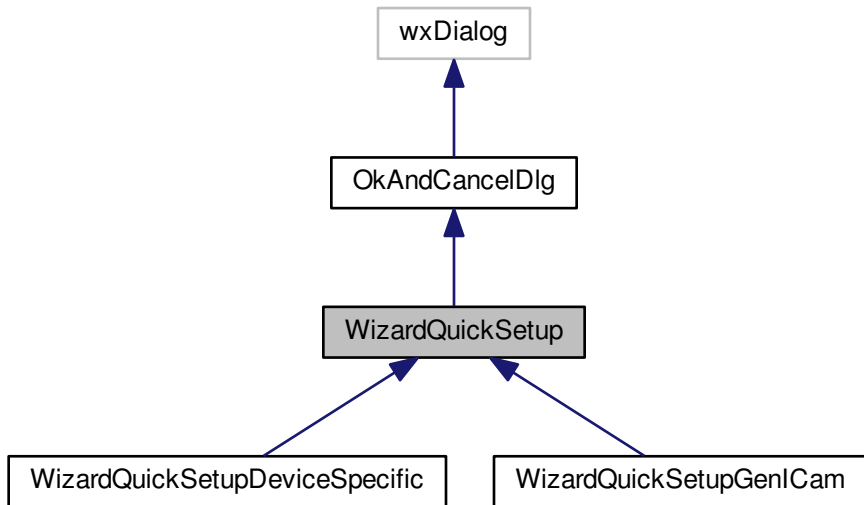 wxDialog
OkAndCancelDlg
WizardQuickSetup
WizardQuickSetupDeviceSpecific
WizardQuickSetupGenICam